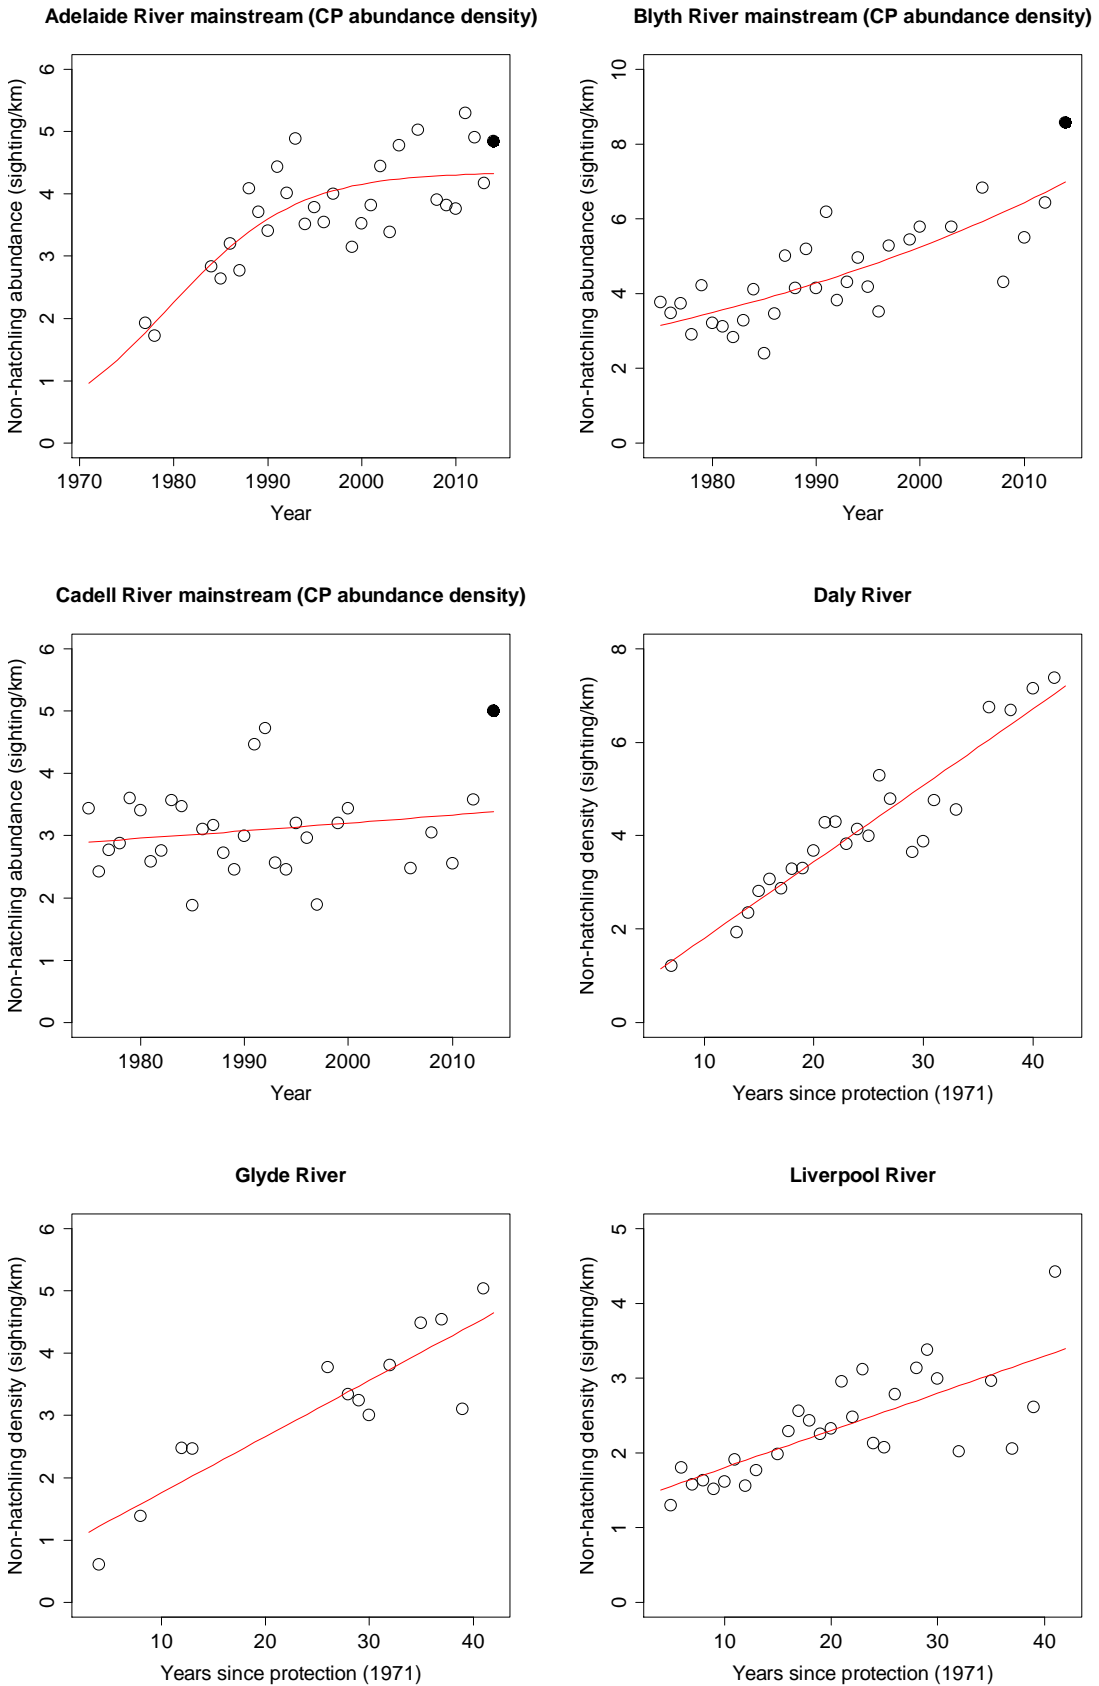 Adelaide River mainstream (CP abundance density)
Non-hatchling abundance (sighting/km)
6
5
4
3
2
1
0
1970 1980 1990 2000 2010
Year
Blyth River mainstream (CP abundance density)
Non-hatchling abundance (sighting/km)
10
8
6
4
2
0
1980 1990 2000 2010
Year
Cadell River mainstream (CP abundance density)
Non-hatchling abundance (sighting/km)
6
5
4
3
2
1
0
1980 1990 2000 2010
Year
Daly River
Non-hatchling density (sighting/km)
8
6
4
2
0
10 20 30 40
Years since protection (1971)
Glyde River
Non-hatchling density (sighting/km)
6
5
4
3
2
1
0
10 20 30 40
Years since protection (1971)
Liverpool River
Non-hatchling density (sighting/km)
5
4
3
2
1
0
10 20 30 40
Years since protection (1971)